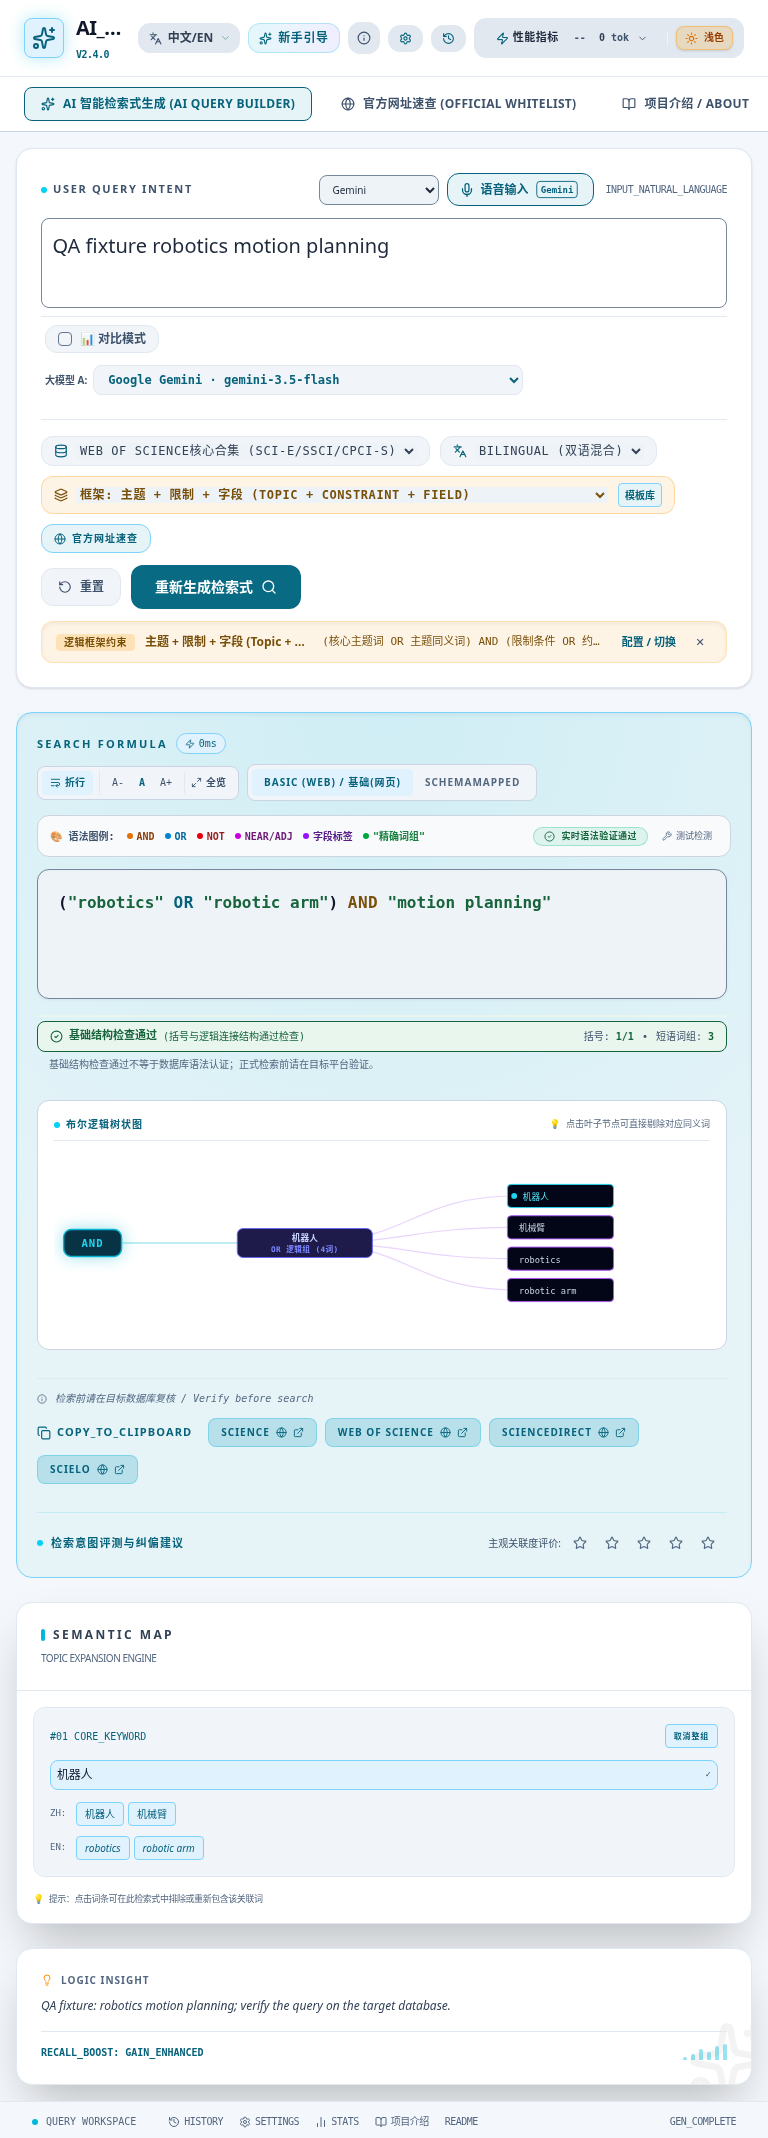 AI_...
V2.4.0
中文/EN
新手引导
性能指标 -- 0 tok
浅色
AI 智能检索式生成 (AI QUERY BUILDER)
官方网址速查 (OFFICIAL WHITELIST)
项目介绍 / ABOUT
USER QUERY INTENT
Gemini
语音输入 Gemini
INPUT_NATURAL_LANGUAGE
QA fixture robotics motion planning
📊 对比模式
大模型 A: Google Gemini · gemini-3.5-flash
WEB OF SCIENCE核心合集 (SCI-E/SSCI/CPCI-S)
BILINGUAL (双语混合)
框架: 主题 + 限制 + 字段 (TOPIC + CONSTRAINT + FIELD)
模板库
官方网址速查
重置
重新生成检索式
逻辑框架约束 主题 + 限制 + 字段 (Topic + ... (核心主题词 OR 主题同义词) AND (限制条件 OR 约… 配置 / 切换 ×
SEARCH FORMULA 0ms
折行 A- A A+ 全览
BASIC (WEB) / 基础(网页) SCHEMAMAPPED
🎨 语法图例: AND OR NOT NEAR/ADJ 字段标签 "精确词组" 实时语法验证通过 测试检测
("robotics" OR "robotic arm") AND "motion planning"
基础结构检查通过 (括号与逻辑连接结构通过检查) 括号: 1/1 • 短语词组: 3
基础结构检查通过不等于数据库语法认证；正式检索前请在目标平台验证。
布尔逻辑树状图
💡 点击叶子节点可直接剔除对应同义词
AND
机器人
OR 逻辑组 (4词)
机器人
机械臂
robotics
robotic arm
检索前请在目标数据库复核 / Verify before search
COPY_TO_CLIPBOARD SCIENCE WEB OF SCIENCE SCIENCEDIRECT
SCIELO
检索意图评测与纠偏建议
主观关联度评价:
SEMANTIC MAP
TOPIC EXPANSION ENGINE
#01 CORE_KEYWORD
取消整组
机器人 ✓
ZH: 机器人 机械臂
EN: robotics robotic arm
💡 提示: 点击词条可在此检索式中排除或重新包含该关联词
LOGIC INSIGHT
QA fixture: robotics motion planning; verify the query on the target database.
RECALL_BOOST: GAIN_ENHANCED
QUERY WORKSPACE HISTORY SETTINGS STATS 项目介绍 README GEN_COMPLETE